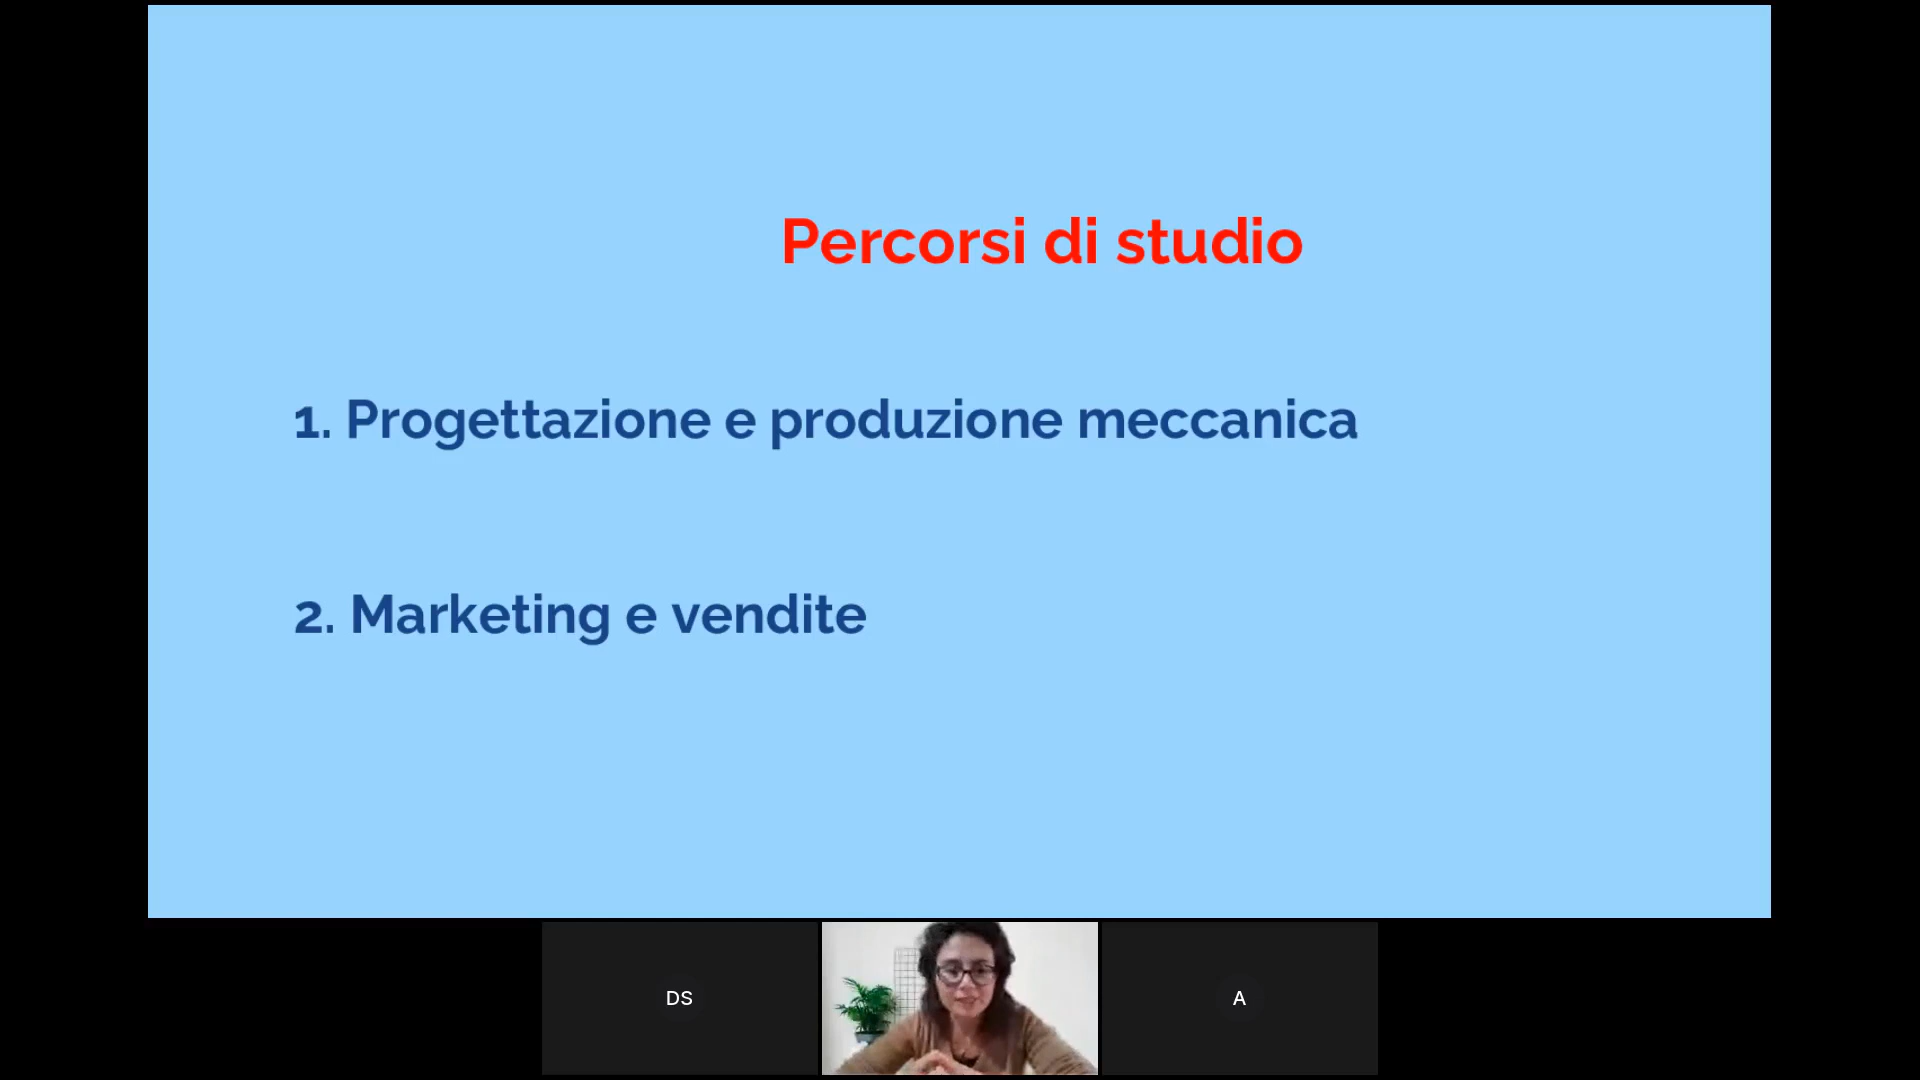 Percorsi di studio
1. Progettazione e produzione meccanica
2. Marketing e vendite
DS
A